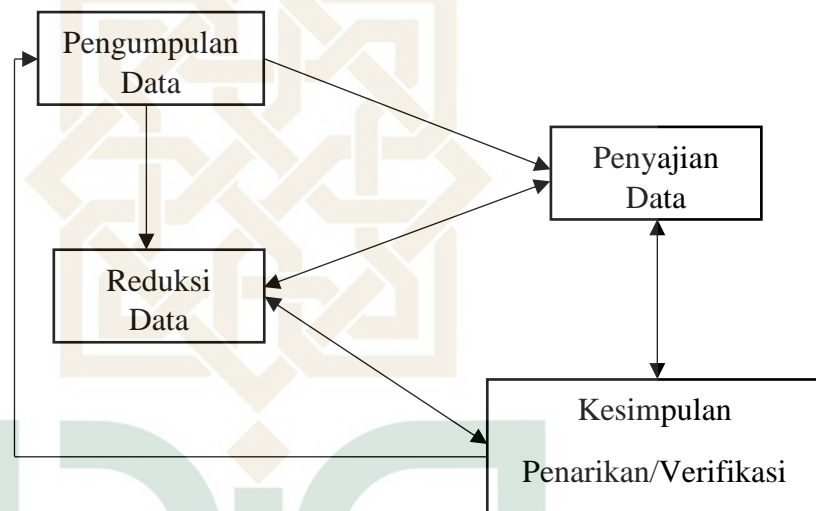 Pengumpulan
Data
Penyajian
Data
Reduksi
Data
Kesimpulan
Penarikan/Verifikasi